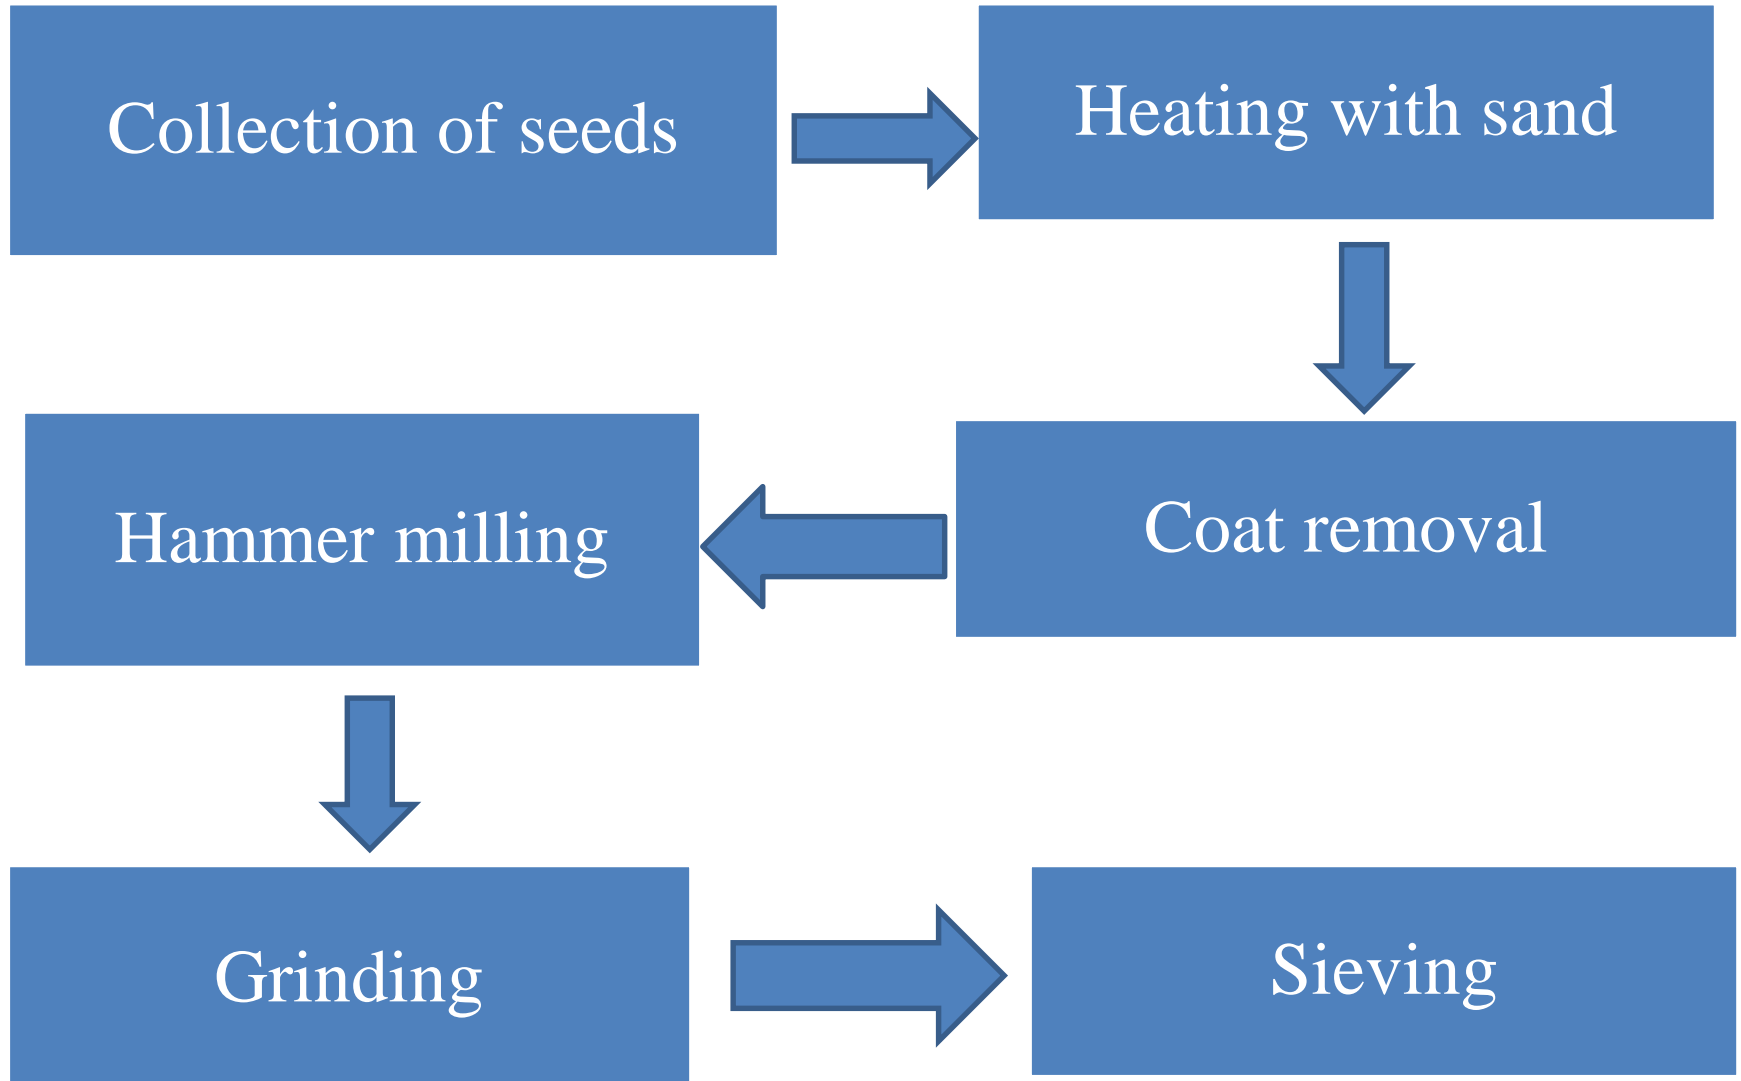 Collection of seeds
Heating with sand
Coat removal
Hammer milling
Grinding
Sieving